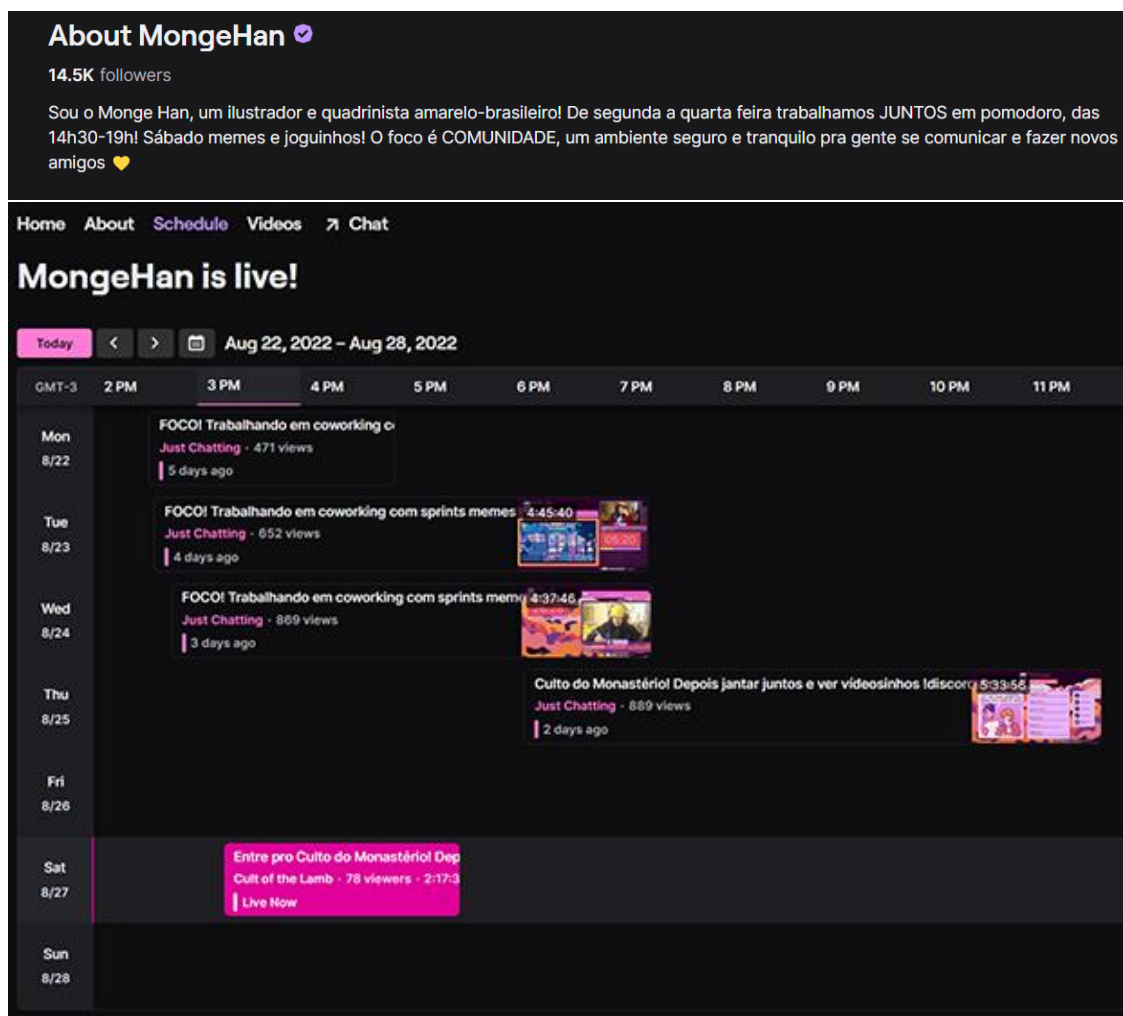 About MongeHan
14.5K followers
Sou o Monge Han, um ilustrador e quadrinista amarelo-brasileiro! De segunda a quarta feira trabalhamos JUNTOS em pomodoro, das
14h30-19h! Sábado memes e joguinhos! O foco é COMUNIDADE, um ambiente seguro e tranquilo pra gente se comunicar e fazer novos
amigos 💛
Home About Schedule Videos Chat
MongeHan is live!
Today Aug 22, 2022 – Aug 28, 2022
GMT-3 2 PM 3 PM 4 PM 5 PM 6 PM 7 PM 8 PM 9 PM 10 PM 11 PM
Mon
8/22
FOCO! Trabalhando em coworking
Just Chatting · 471 views
5 days ago
Tue
8/23
FOCO! Trabalhando em coworking com sprints memes 4:45:40
Just Chatting · 652 views
05:20
4 days ago
Wed
8/24
FOCO! Trabalhando em coworking com sprints mem 4:37:46
Just Chatting · 869 views
3 days ago
Thu
8/25
Culto do Monastério! Depois jantar juntos e ver vídeosinhos !discor 5:33:56
Just Chatting · 889 views
2 days ago
Fri
8/26
Sat
8/27
Entre pro Culto do Monastério! Dep
Cult of the Lamb · 78 viewers · 2:17:3
Live Now
Sun
8/28